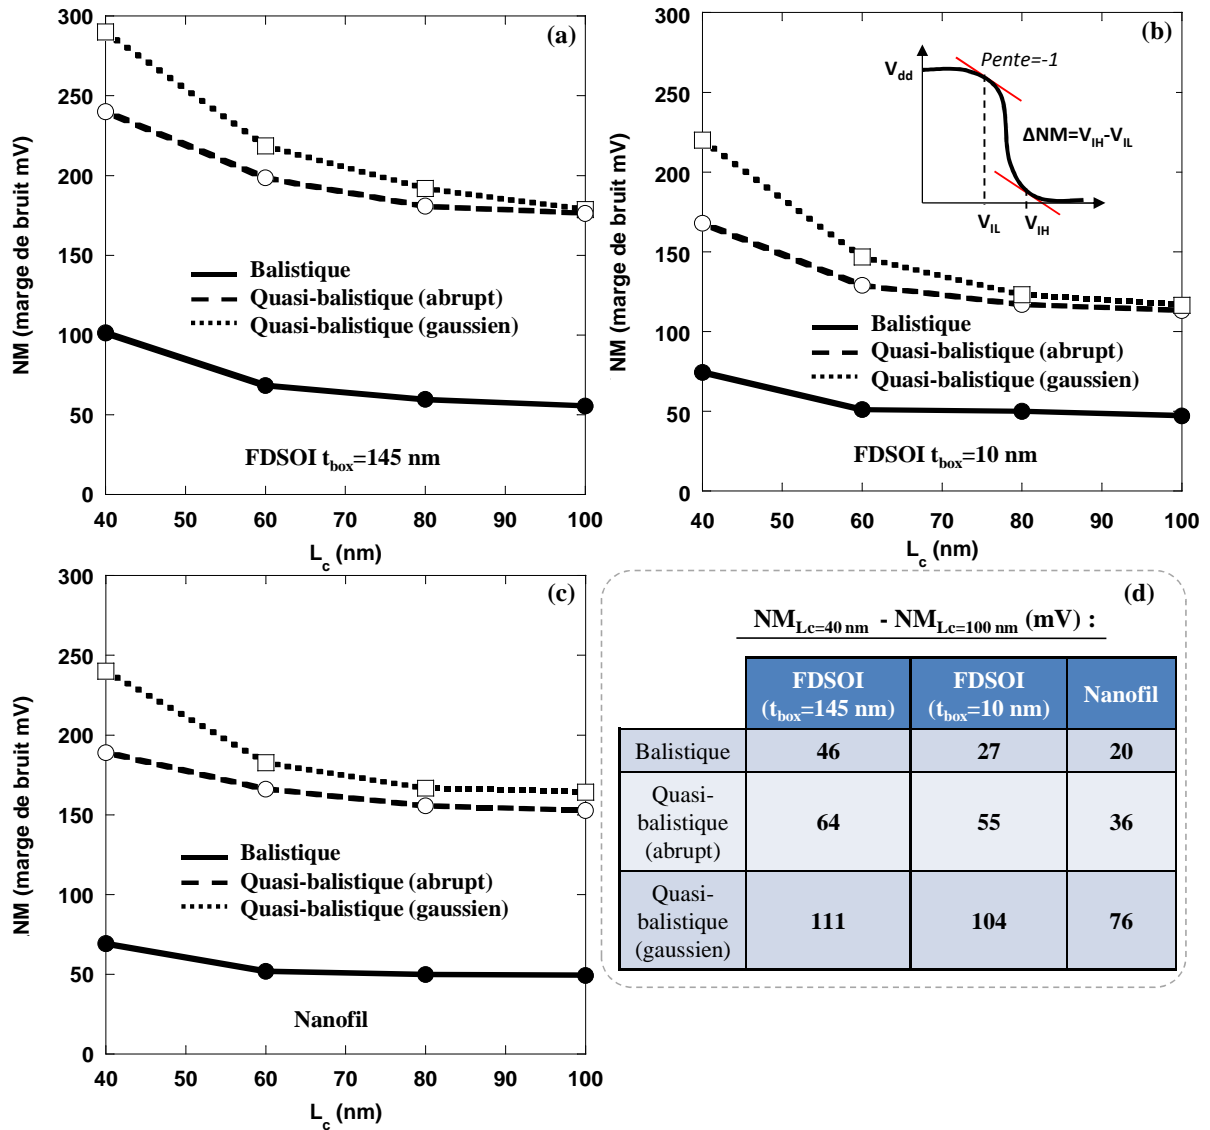 (a)
NM (marge de bruit mV)
300
250
200
150
100
50
0
Balistique
Quasi-balistique (abrupt)
Quasi-balistique (gaussien)
FDSOI tbox=145 nm
40 50 60 70 80 90 100
Lc (nm)
(b)
NM (marge de bruit mV)
300
250
200
150
100
50
0
Vdd
Pente=-1
ΔNM=VIH-VIL
VIL VIH
Balistique
Quasi-balistique (abrupt)
Quasi-balistique (gaussien)
FDSOI tbox=10 nm
40 50 60 70 80 90 100
Lc (nm)
(c)
NM (marge de bruit mV)
300
250
200
150
100
50
0
Balistique
Quasi-balistique (abrupt)
Quasi-balistique (gaussien)
Nanofil
40 50 60 70 80 90 100
Lc (nm)
(d)
NMLc=40 nm - NMLc=100 nm (mV) :
FDSOI
(tbox=145 nm)
FDSOI
(tbox=10 nm)
Nanofil
Balistique 46 27 20
Quasi-
balistique
(abrupt)
64 55 36
Quasi-
balistique
(gaussien)
111 104 76